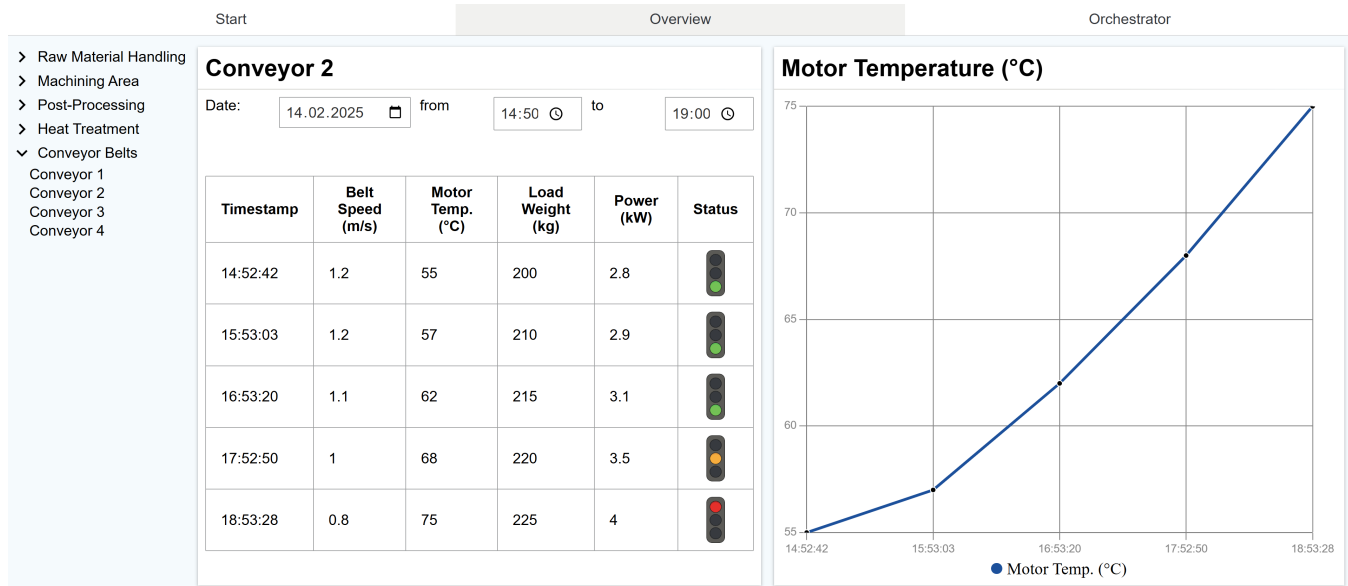 Start Overview Orchestrator
Raw Material Handling
Machining Area
Post-Processing
Heat Treatment
Conveyor Belts
Conveyor 1
Conveyor 2
Conveyor 3
Conveyor 4
Conveyor 2
Date: 14.02.2025 from 14:50 to 19:00
Timestamp Belt Speed (m/s) Motor Temp. (°C) Load Weight (kg) Power (kW) Status
14:52:42 1.2 55 200 2.8
15:53:03 1.2 57 210 2.9
16:53:20 1.1 62 215 3.1
17:52:50 1 68 220 3.5
18:53:28 0.8 75 225 4
Motor Temperature (°C)
75
70
65
60
55
14:52:42 15:53:03 16:53:20 17:52:50 18:53:28
Motor Temp. (°C)